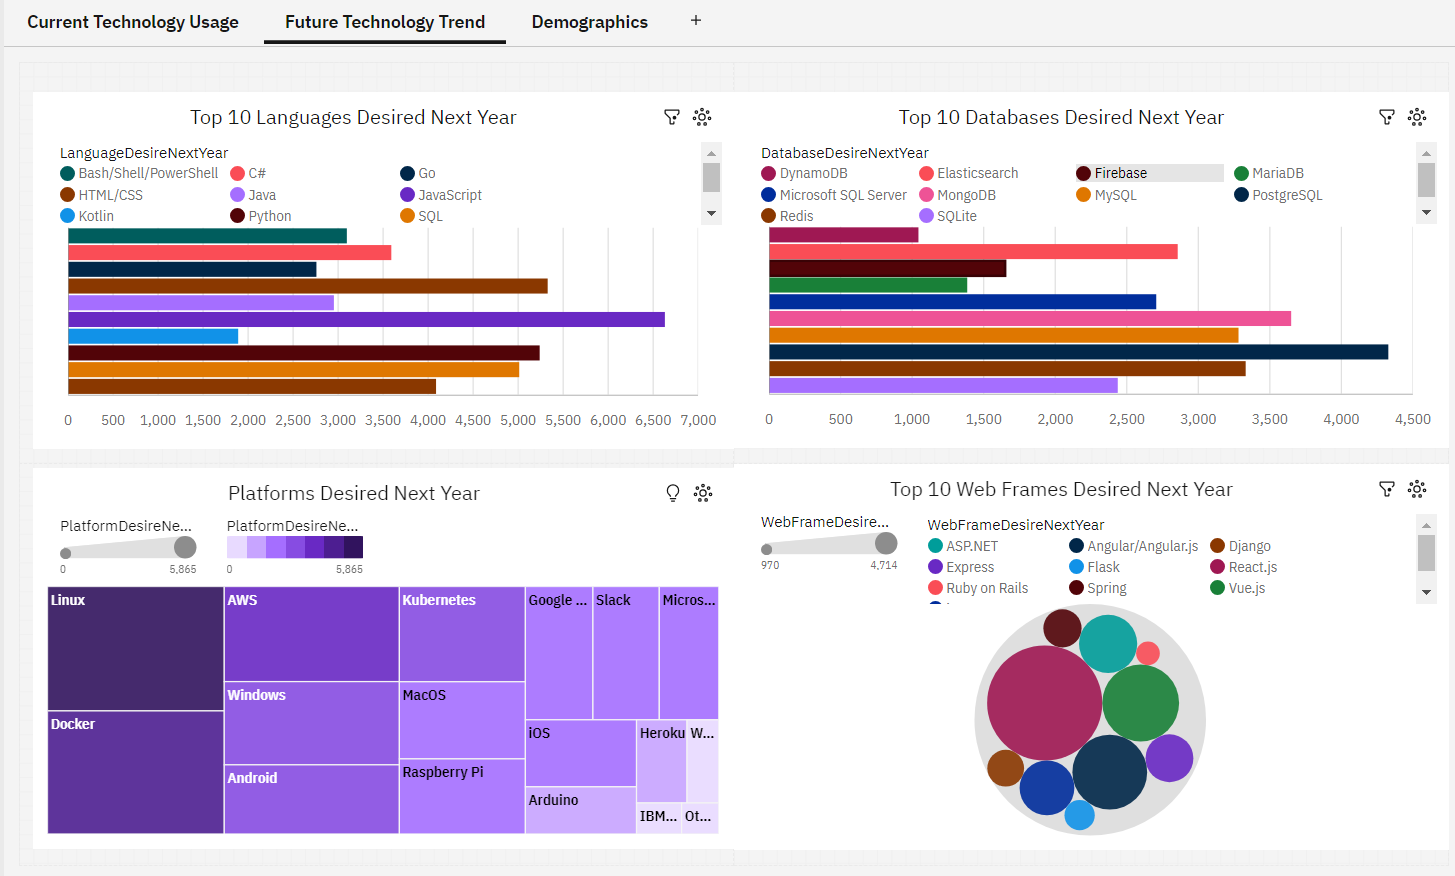 Current Technology Usage Future Technology Trend Demographics +
Top 10 Languages Desired Next Year
LanguageDesireNextYear
Bash/Shell/PowerShell C# Go
HTML/CSS Java JavaScript
Kotlin Python SQL
0 500 1,000 1,500 2,000 2,500 3,000 3,500 4,000 4,500 5,000 5,500 6,000 6,500 7,000
Top 10 Databases Desired Next Year
DatabaseDesireNextYear
DynamoDB Elasticsearch Firebase MariaDB
Microsoft SQL Server MongoDB MySQL PostgreSQL
Redis SQLite
0 500 1,000 1,500 2,000 2,500 3,000 3,500 4,000 4,500
Platforms Desired Next Year
PlatformDesireNe... PlatformDesireNe...
0 5,865 0 5,865
Linux AWS Kubernetes Google ... Slack Micros...
Windows MacOS
Docker iOS Heroku W...
Android Raspberry Pi
Arduino IBM... Ot...
Top 10 Web Frames Desired Next Year
WebFrameDesire... WebFrameDesireNextYear
970 4,714
ASP.NET Angular/Angular.js Django
Express Flask React.js
Ruby on Rails Spring Vue.js